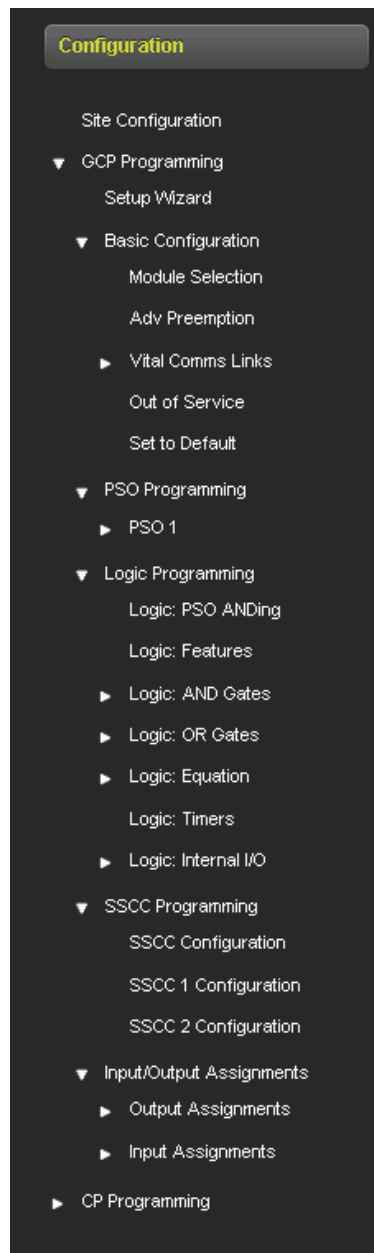 Configuration
Site Configuration
GCP Programming
Setup Wizard
Basic Configuration
Module Selection
Adv Preemption
Vital Comms Links
Out of Service
Set to Default
PSO Programming
PSO 1
Logic Programming
Logic: PSO ANDing
Logic: Features
Logic: AND Gates
Logic: OR Gates
Logic: Equation
Logic: Timers
Logic: Internal I/O
SSCC Programming
SSCC Configuration
SSCC 1 Configuration
SSCC 2 Configuration
Input/Output Assignments
Output Assignments
Input Assignments
CP Programming